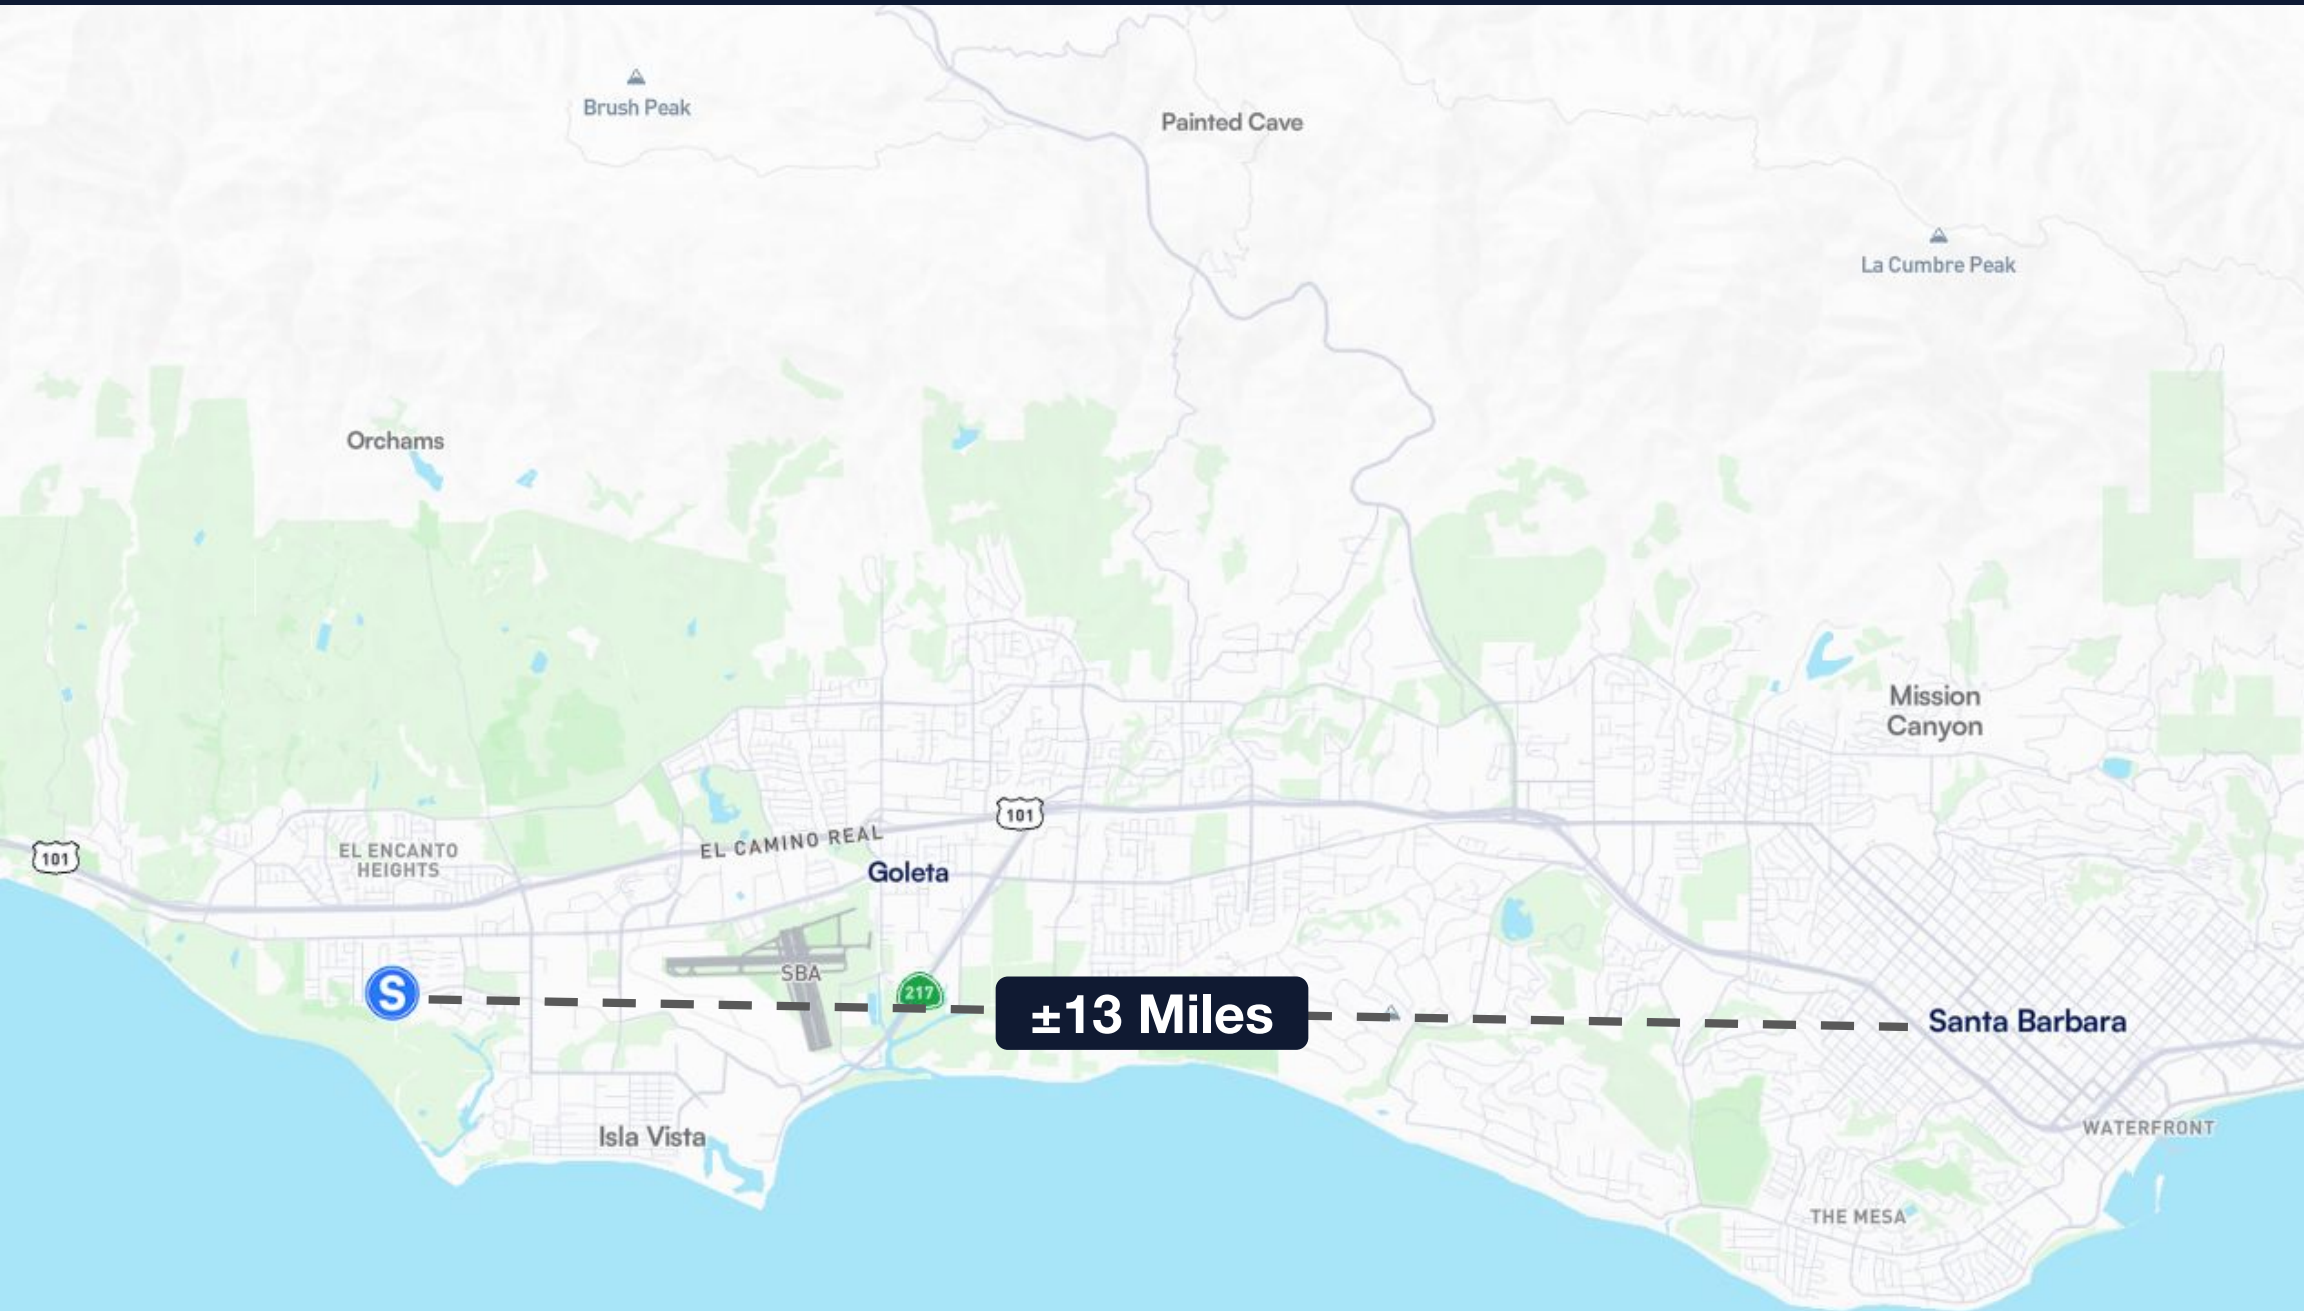 Brush Peak
Painted Cave
La Cumbre Peak
Orchams
Mission
Canyon
101
EL CAMINO REAL
101
EL ENCANTO
HEIGHTS
Goleta
SBA
S
217
±13 Miles
Santa Barbara
Isla Vista
WATERFRONT
THE MESA